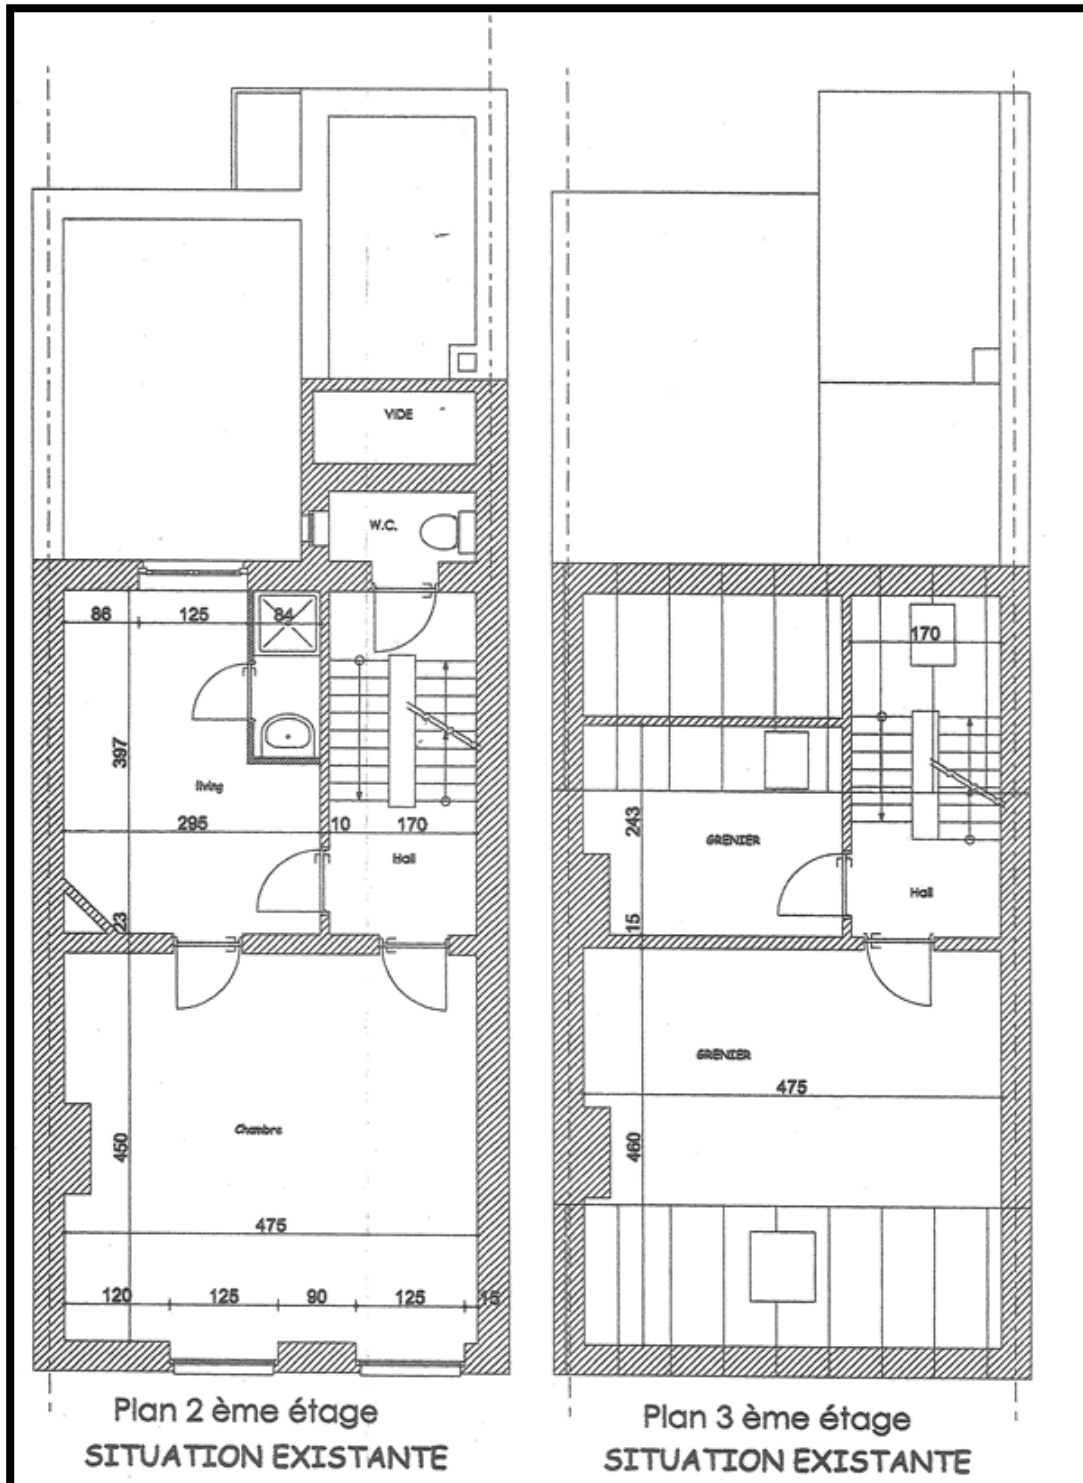 VIDE
W.C.
86 125 84
397
living
295 10 170
Hall
23
Chambre
450
475
120 125 90 125 15
Plan 2 ème étage
SITUATION EXISTANTE
170
243
GRENIER
Hall
15
GRENIER
475
460
Plan 3 ème étage
SITUATION EXISTANTE